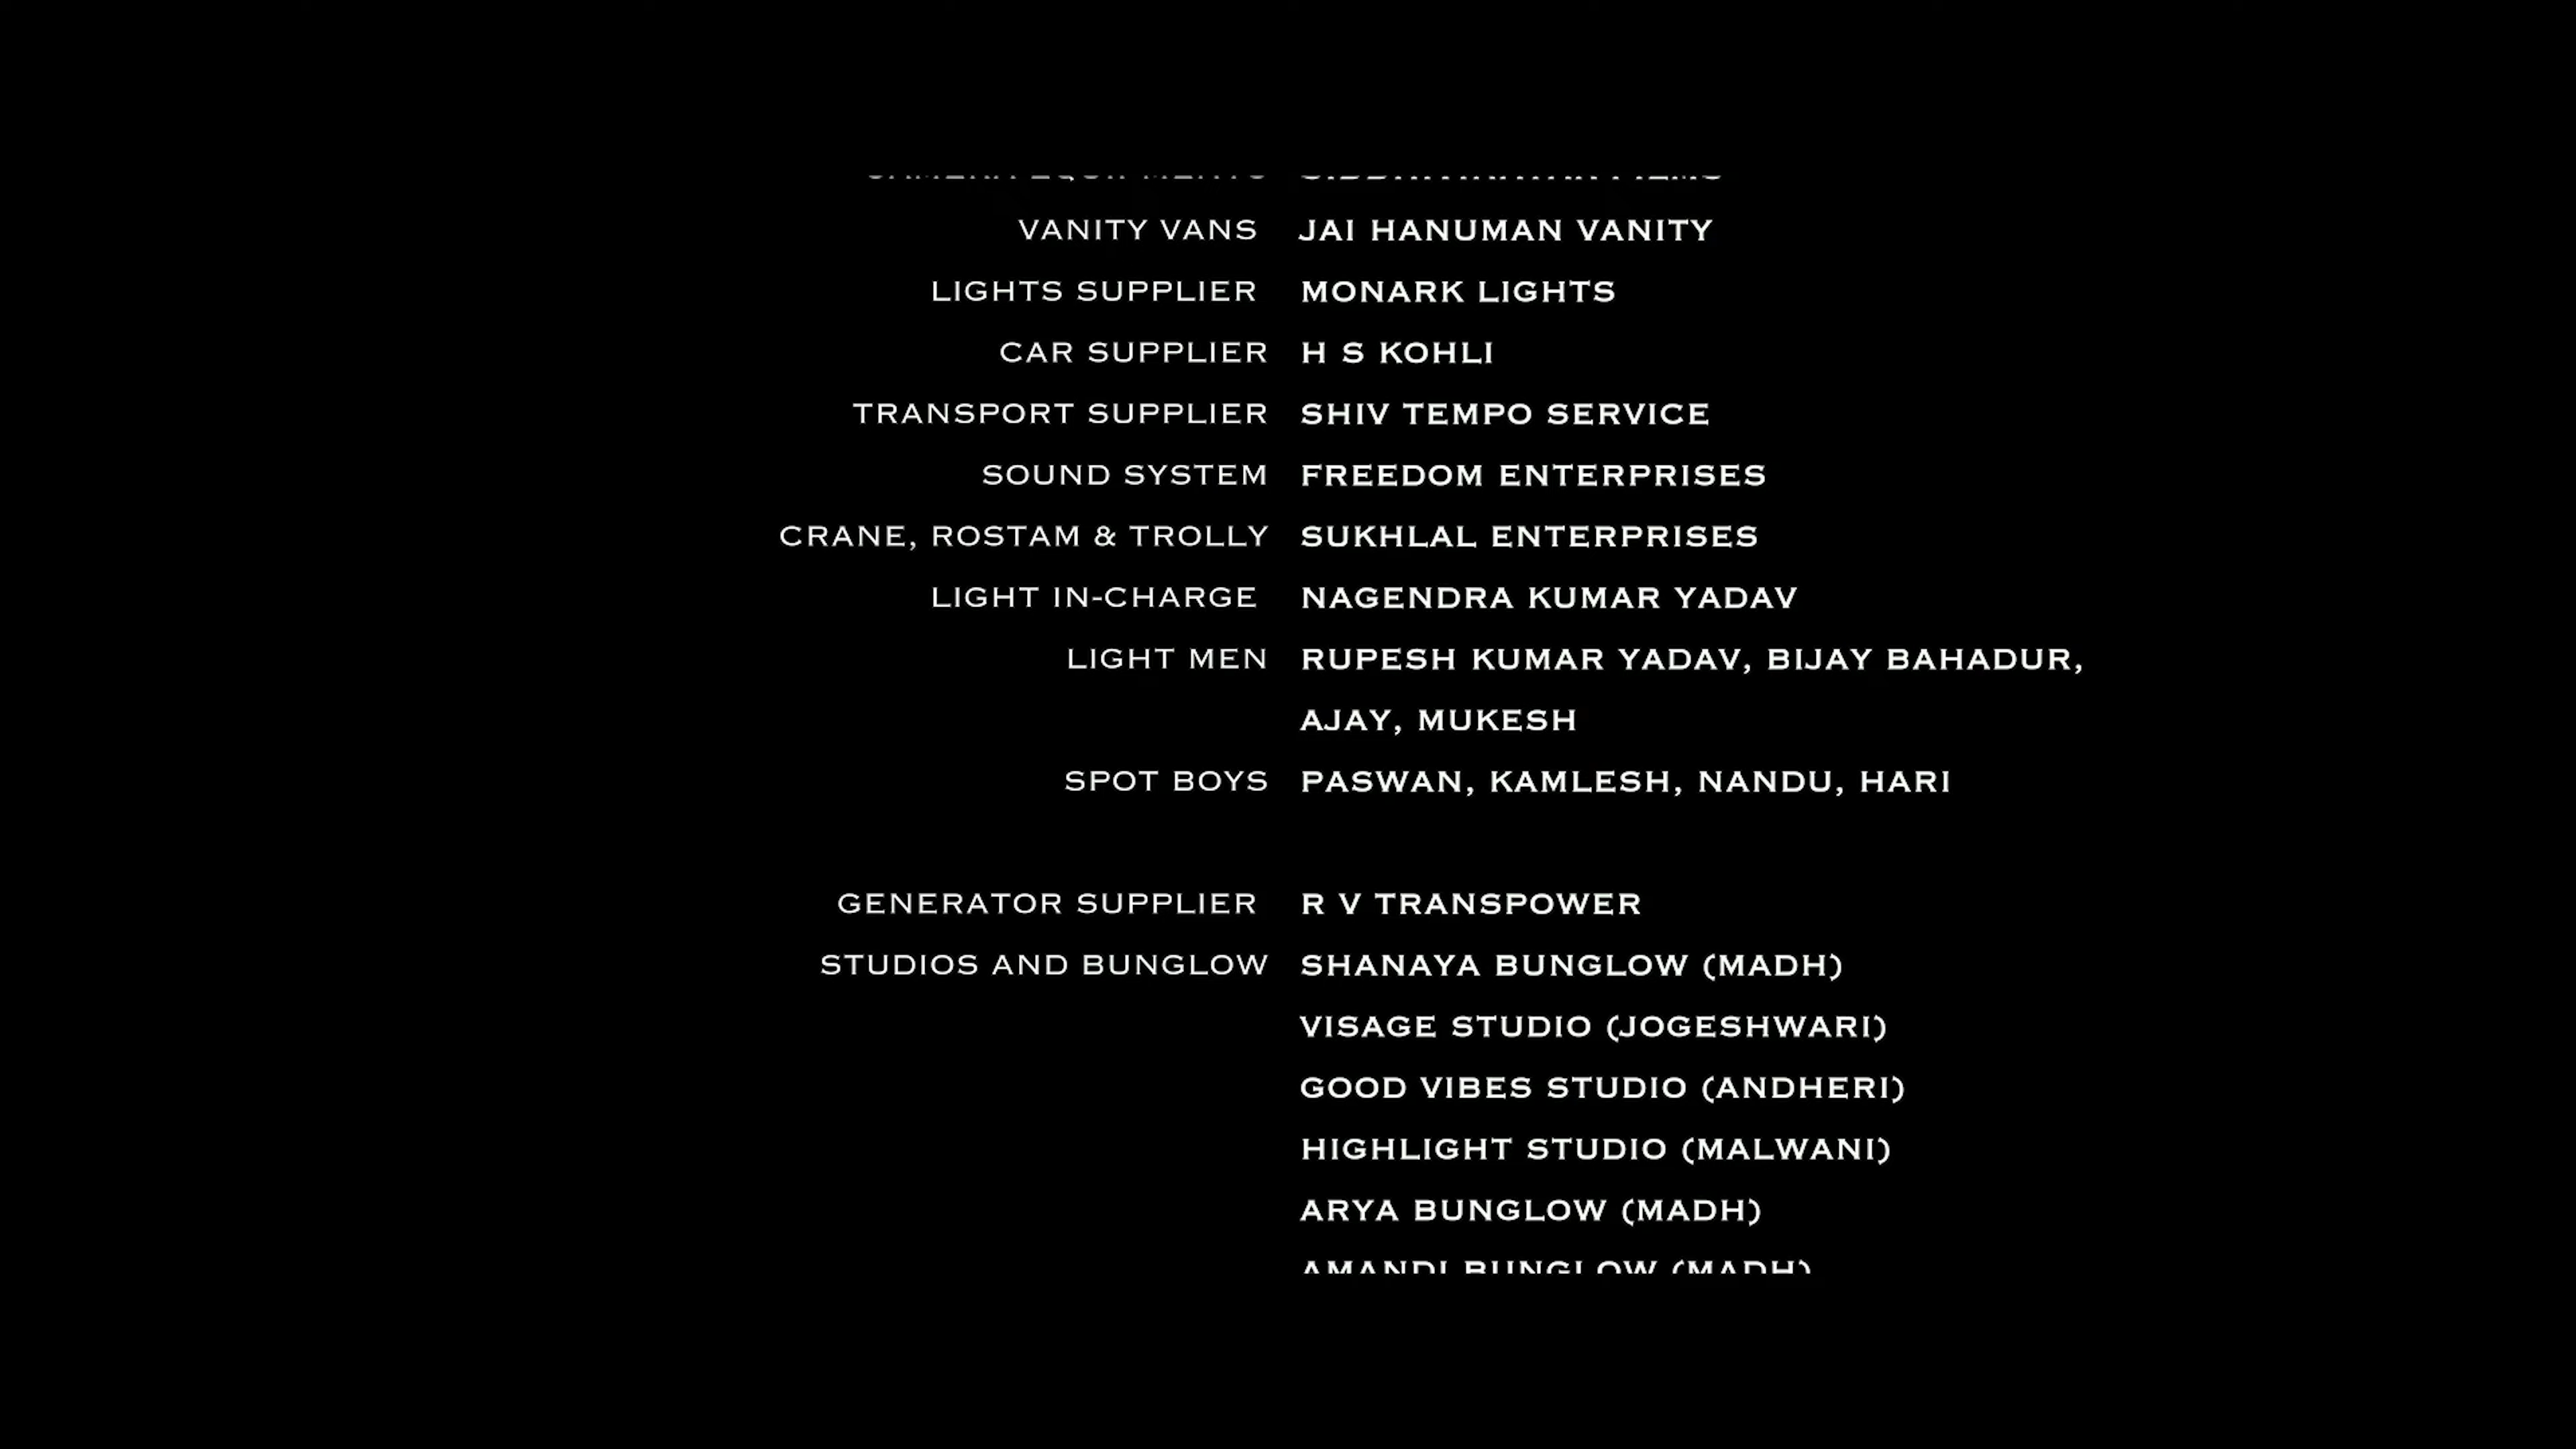 VANITY VANS JAI HANUMAN VANITY
LIGHTS SUPPLIER MONARK LIGHTS
CAR SUPPLIER H S KOHLI
TRANSPORT SUPPLIER SHIV TEMPO SERVICE
SOUND SYSTEM FREEDOM ENTERPRISES
CRANE, ROSTAM & TROLLY SUKHLAL ENTERPRISES
LIGHT IN-CHARGE NAGENDRA KUMAR YADAV
LIGHT MEN RUPESH KUMAR YADAV, BIJAY BAHADUR,
AJAY, MUKESH
SPOT BOYS PASWAN, KAMLESH, NANDU, HARI
GENERATOR SUPPLIER R V TRANSPOWER
STUDIOS AND BUNGLOW SHANAYA BUNGLOW (MADH)
VISAGE STUDIO (JOGESHWARI)
GOOD VIBES STUDIO (ANDHERI)
HIGHLIGHT STUDIO (MALWANI)
ARYA BUNGLOW (MADH)
AMANDI BUNGLOW (MADH)